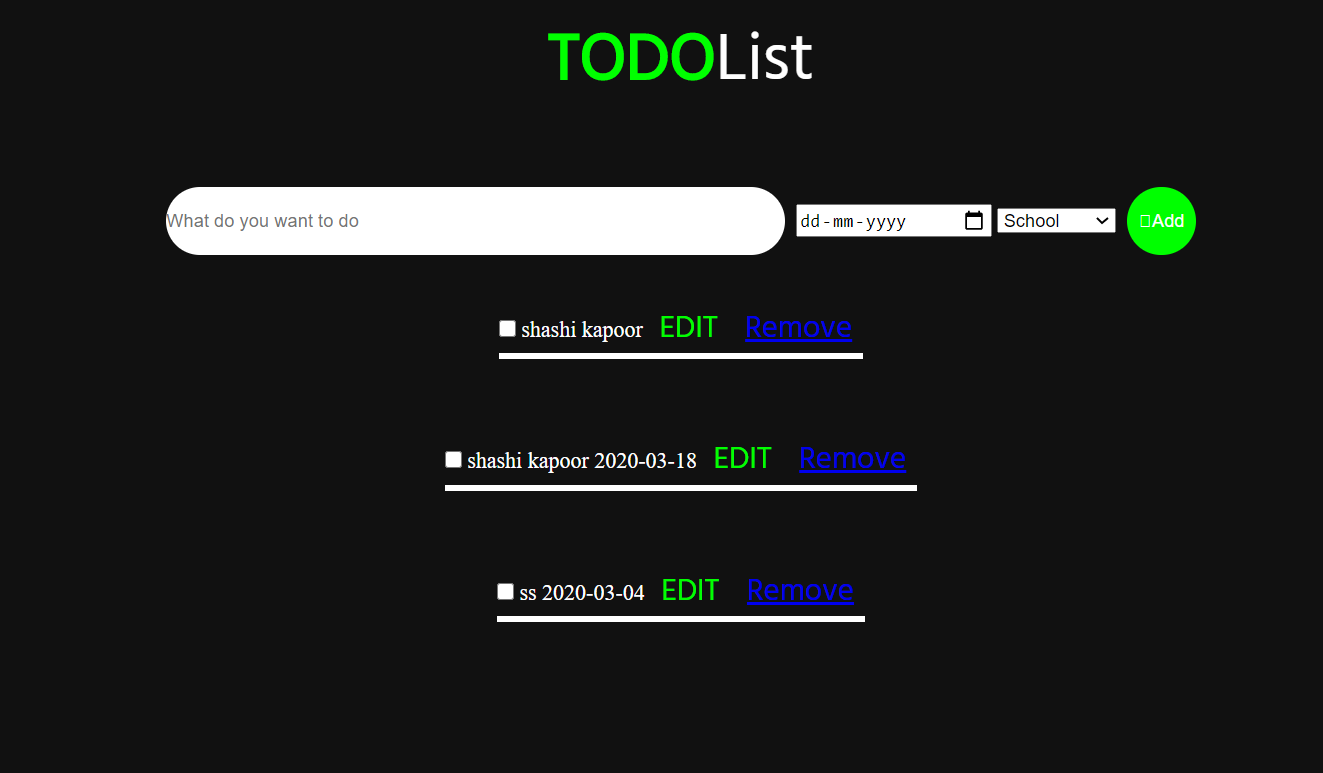 TODOList
What do you want to do dd-mm-yyyy School Add
shashi kapoor EDIT Remove
shashi kapoor 2020-03-18 EDIT Remove
ss 2020-03-04 EDIT Remove